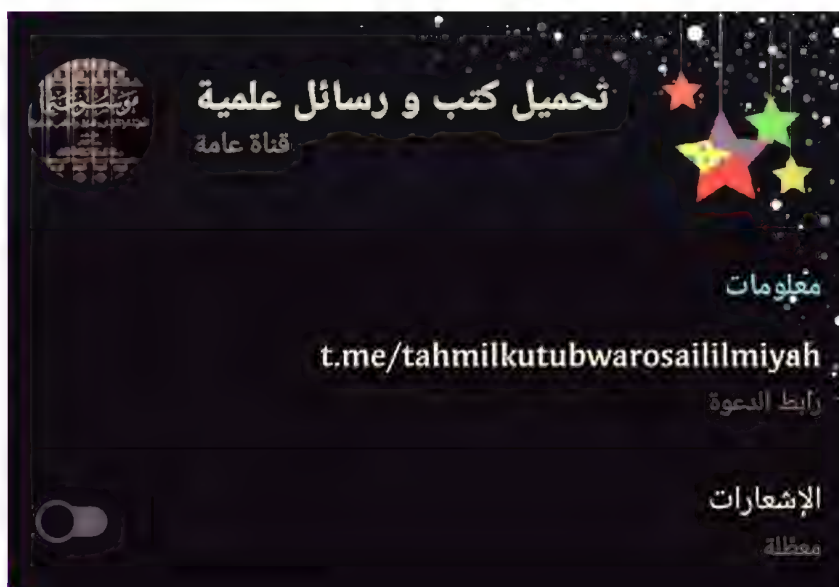 تحميل كتب و رسائل علمية
قناة عامة
معلومات
t.me/tahmilkutubwarosaililmiyah
رابط الدعوة
الإشعارات
معطلة